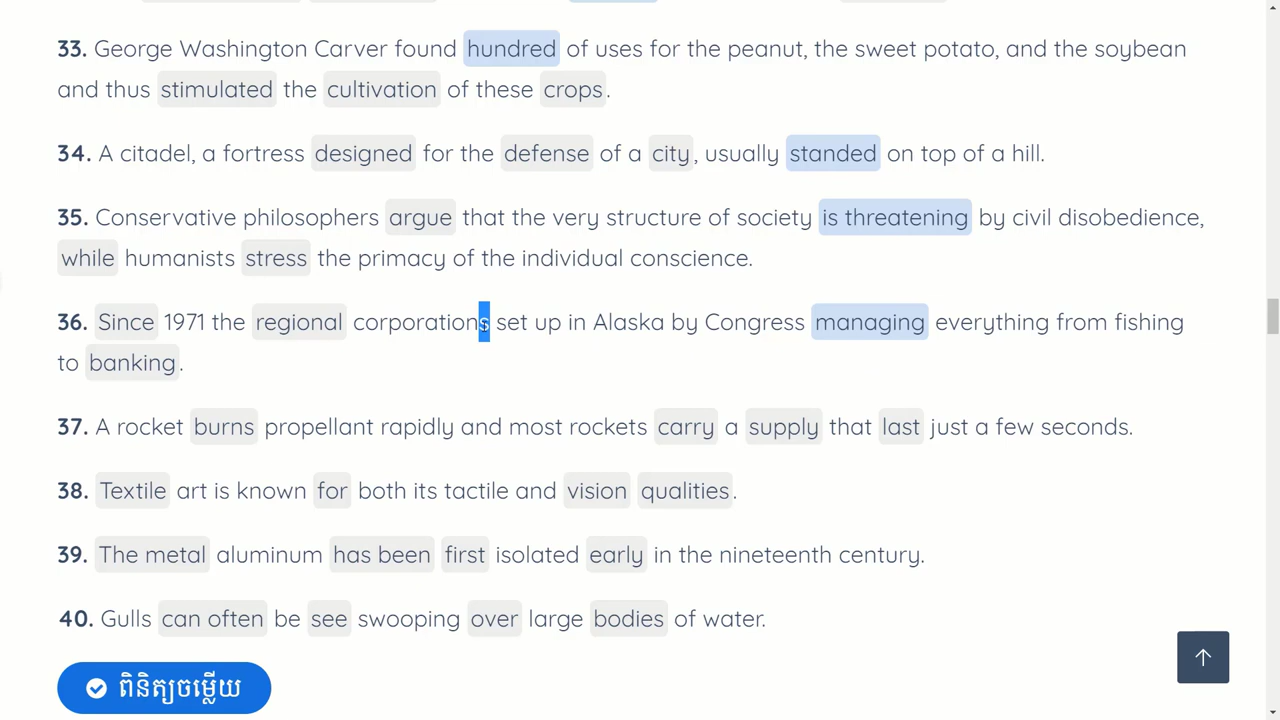 33. George Washington Carver found hundred of uses for the peanut, the sweet potato, and the soybean
and thus stimulated the cultivation of these crops.
34. A citadel, a fortress designed for the defense of a city, usually standed on top of a hill.
35. Conservative philosophers argue that the very structure of society is threatening by civil disobedience,
while humanists stress the primacy of the individual conscience.
36. Since 1971 the regional corporations set up in Alaska by Congress managing everything from fishing
to banking.
37. A rocket burns propellant rapidly and most rockets carry a supply that last just a few seconds.
38. Textile art is known for both its tactile and vision qualities.
39. The metal aluminum has been first isolated early in the nineteenth century.
40. Gulls can often be see swooping over large bodies of water.
ពិនិត្យចម្លើយ